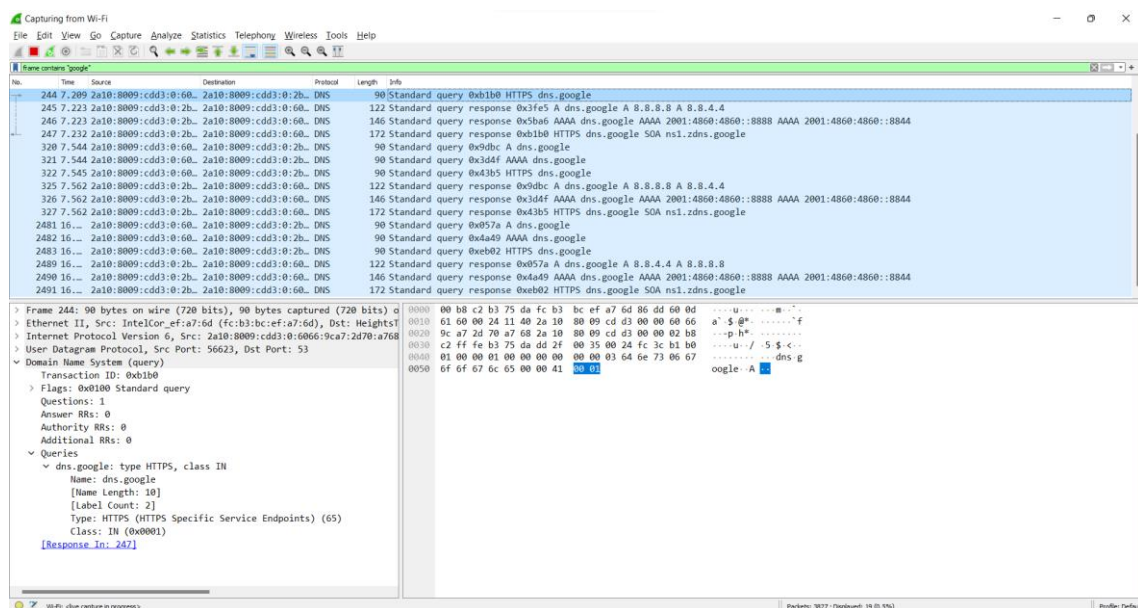 Capturing from Wi-Fi
File Edit View Go Capture Analyze Statistics Telephony Wireless Tools Help
frame contains "google"
No. Time Source Destination Protocol Length Info
244 7.209 2a10:8009:cdd3:0:60… 2a10:8009:cdd3:0:2b… DNS 90 Standard query 0xb1b0 HTTPS dns.google
245 7.223 2a10:8009:cdd3:0:2b… 2a10:8009:cdd3:0:60… DNS 122 Standard query response 0x3fe5 A dns.google A 8.8.8.8 A 8.8.4.4
246 7.223 2a10:8009:cdd3:0:2b… 2a10:8009:cdd3:0:60… DNS 146 Standard query response 0x5ba6 AAAA dns.google AAAA 2001:4860:4860::8888 AAAA 2001:4860:4860::8844
247 7.232 2a10:8009:cdd3:0:2b… 2a10:8009:cdd3:0:60… DNS 172 Standard query response 0xb1b0 HTTPS dns.google SOA ns1.zdns.google
320 7.544 2a10:8009:cdd3:0:60… 2a10:8009:cdd3:0:2b… DNS 90 Standard query 0x9dbc A dns.google
321 7.544 2a10:8009:cdd3:0:60… 2a10:8009:cdd3:0:2b… DNS 90 Standard query 0x3d4f AAAA dns.google
322 7.545 2a10:8009:cdd3:0:60… 2a10:8009:cdd3:0:2b… DNS 90 Standard query 0x43b5 HTTPS dns.google
325 7.562 2a10:8009:cdd3:0:2b… 2a10:8009:cdd3:0:60… DNS 122 Standard query response 0x9dbc A dns.google A 8.8.8.8 A 8.8.4.4
326 7.562 2a10:8009:cdd3:0:2b… 2a10:8009:cdd3:0:60… DNS 146 Standard query response 0x3d4f AAAA dns.google AAAA 2001:4860:4860::8888 AAAA 2001:4860:4860::8844
327 7.562 2a10:8009:cdd3:0:2b… 2a10:8009:cdd3:0:60… DNS 172 Standard query response 0x43b5 HTTPS dns.google SOA ns1.zdns.google
2481 16.… 2a10:8009:cdd3:0:60… 2a10:8009:cdd3:0:2b… DNS 90 Standard query 0x057a A dns.google
2482 16.… 2a10:8009:cdd3:0:60… 2a10:8009:cdd3:0:2b… DNS 90 Standard query 0x4a49 AAAA dns.google
2483 16.… 2a10:8009:cdd3:0:60… 2a10:8009:cdd3:0:2b… DNS 90 Standard query 0xeb02 HTTPS dns.google
2489 16.… 2a10:8009:cdd3:0:2b… 2a10:8009:cdd3:0:60… DNS 122 Standard query response 0x057a A dns.google A 8.8.4.4 A 8.8.8.8
2490 16.… 2a10:8009:cdd3:0:2b… 2a10:8009:cdd3:0:60… DNS 146 Standard query response 0x4a49 AAAA dns.google AAAA 2001:4860:4860::8888 AAAA 2001:4860:4860::8844
2491 16.… 2a10:8009:cdd3:0:2b… 2a10:8009:cdd3:0:60… DNS 172 Standard query response 0xeb02 HTTPS dns.google SOA ns1.zdns.google
> Frame 244: 90 bytes on wire (720 bits), 90 bytes captured (720 bits) o
> Ethernet II, Src: IntelCor_ef:a7:6d (fc:b3:bc:ef:a7:6d), Dst: HeightsT
> Internet Protocol Version 6, Src: 2a10:8009:cdd3:0:6066:9ca7:2d70:a768
> User Datagram Protocol, Src Port: 56623, Dst Port: 53
Domain Name System (query)
Transaction ID: 0xb1b0
> Flags: 0x0100 Standard query
Questions: 1
Answer RRs: 0
Authority RRs: 0
Additional RRs: 0
Queries
dns.google: type HTTPS, class IN
Name: dns.google
[Name Length: 10]
[Label Count: 2]
Type: HTTPS (HTTPS Specific Service Endpoints) (65)
Class: IN (0x0001)
[Response In: 247]
0000 00 b8 c2 b3 75 da fc b3 bc ef a7 6d 86 dd 60 0d ····u··· ···m··`·
0010 61 60 00 24 11 40 2a 10 80 09 cd d3 00 00 60 66 a`·$·@*· ······`f
0020 9c a7 2d 70 a7 68 2a 10 80 09 cd d3 00 00 02 b8 ··-p·h*· ········
0030 c2 ff fe b3 75 da dd 2f 00 35 00 24 fc 3c b1 b0 ····u··/ ·5·$·<··
0040 01 00 00 01 00 00 00 00 00 00 03 64 6e 73 06 67 ········ ···dns·g
0050 6f 6f 67 6c 65 00 00 41 00 01 oogle··A ··
Wi-Fi: <live capture in progress>
Packets: 3827 · Displayed: 19 (0.5%)
Profile: Defau